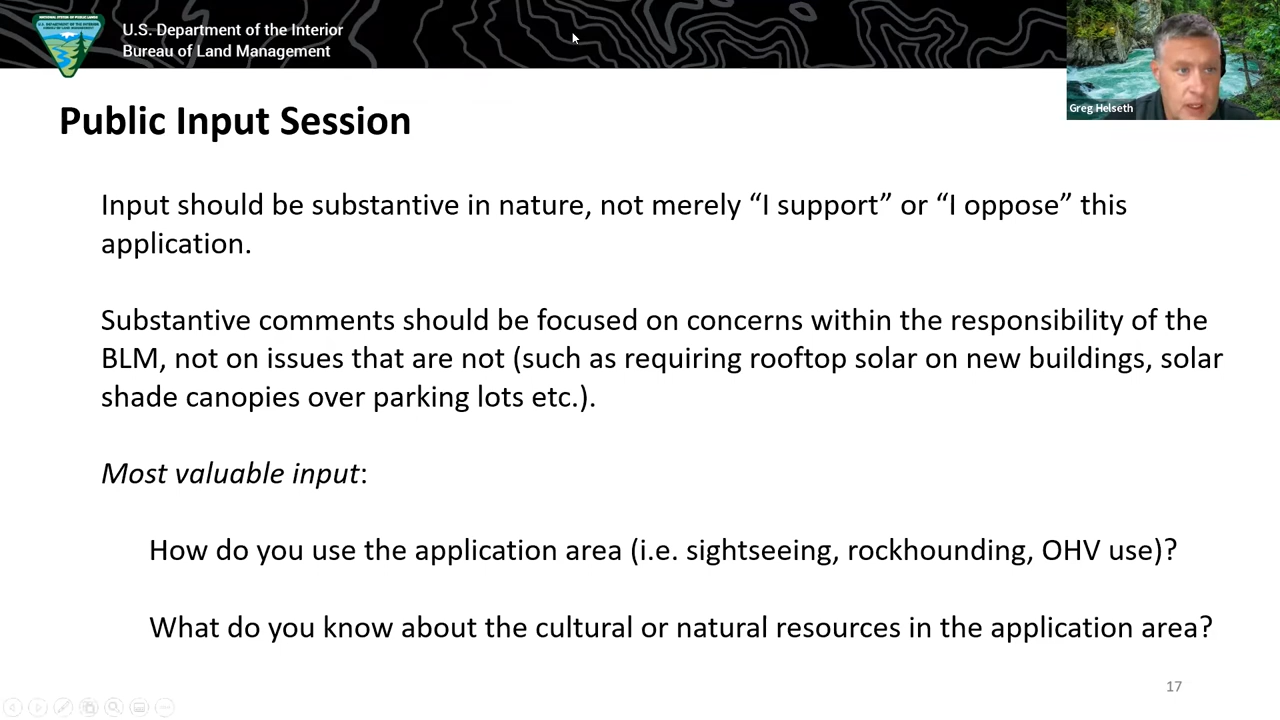 U.S. Department of the Interior
Bureau of Land Management
Greg Helseth
Public Input Session
Input should be substantive in nature, not merely “I support” or “I oppose” this
application.
Substantive comments should be focused on concerns within the responsibility of the
BLM, not on issues that are not (such as requiring rooftop solar on new buildings, solar
shade canopies over parking lots etc.).
Most valuable input:
How do you use the application area (i.e. sightseeing, rockhounding, OHV use)?
What do you know about the cultural or natural resources in the application area?
17